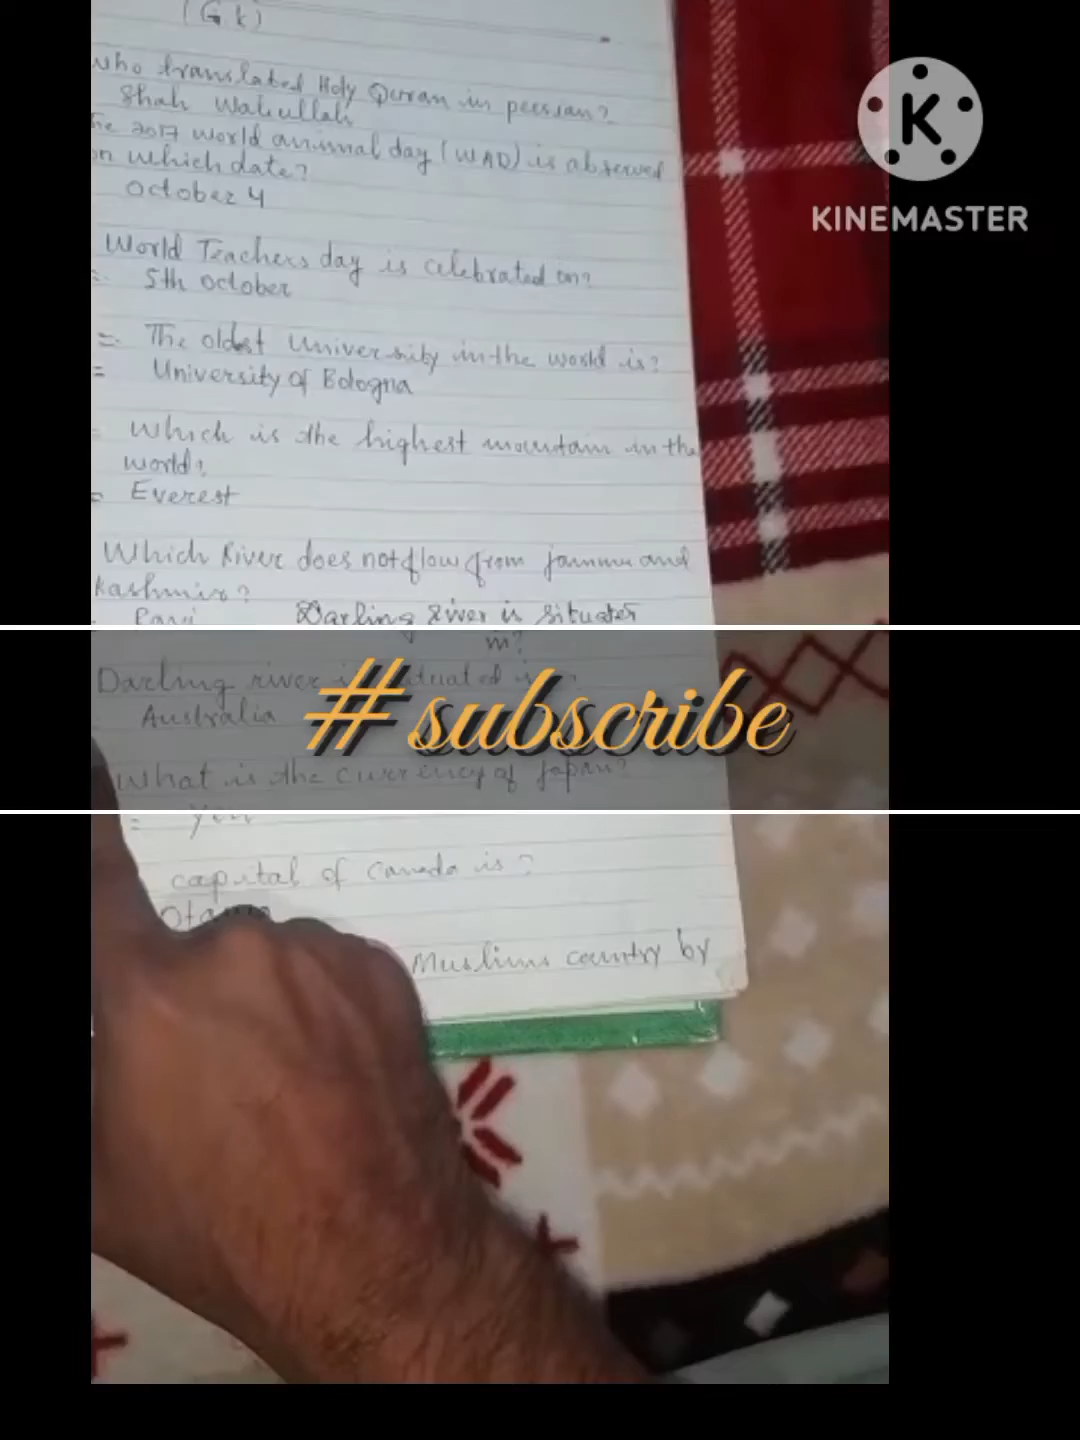 (G k)
who translated Holy Quran in persian?
Shah Waliullah
The 2017 world animal day (WAD) is observed
on which date?
October 4
World Teachers day is celebrated on?
= 5th october
= The oldest University in the world is?
= University of Bologna
which is the highest mountain in the
world?
= Everest
Which River does not flow from jammu and
Kashmir?
Ravi Darling river is situated
in?
Darling river is situated in?
Australia
#subscribe
What is the currency of Japan?
= yen
capital of Canada is?
Muslims country by
K
KINEMASTER